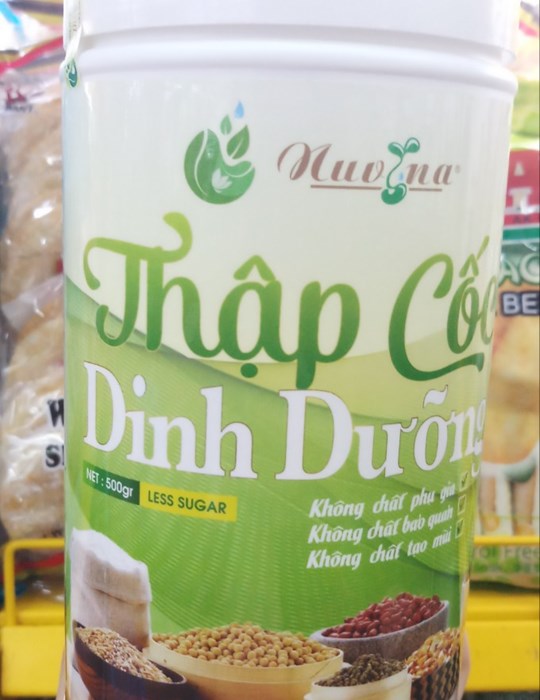 Nuvina
Thập Cốc
Dinh Dưỡng
NET : 500gr
LESS SUGAR
Không chất phụ gia
Không chất bảo quản
Không chất tạo mùi
BE